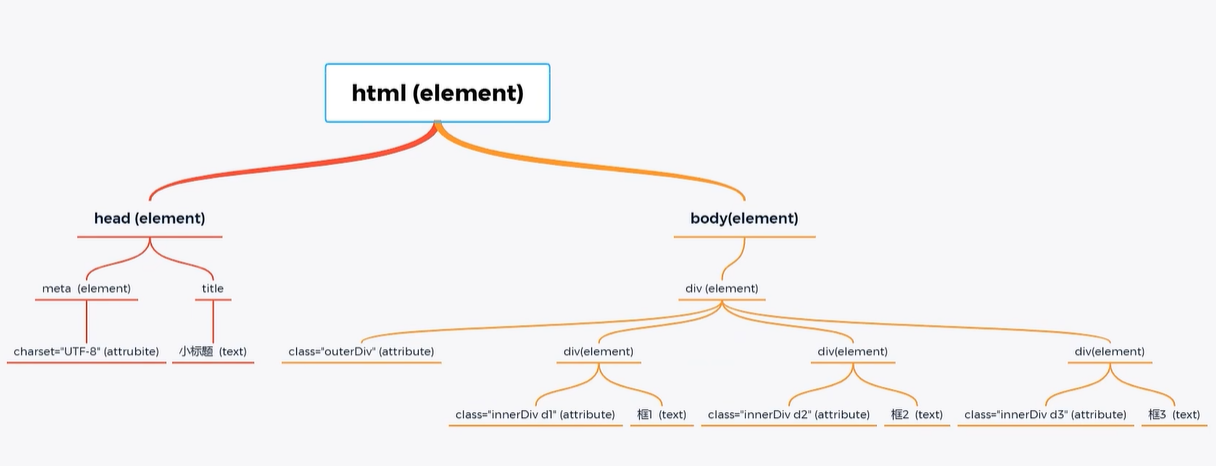 html (element)
head (element)
body(element)
meta (element)
title
div (element)
charset="UTF-8" (attrubite)
小标题 (text)
class="outerDiv" (attribute)
div(element)
div(element)
div(element)
class="innerDiv d1" (attribute)
框1 (text)
class="innerDiv d2" (attribute)
框2 (text)
class="innerDiv d3" (attribute)
框3 (text)